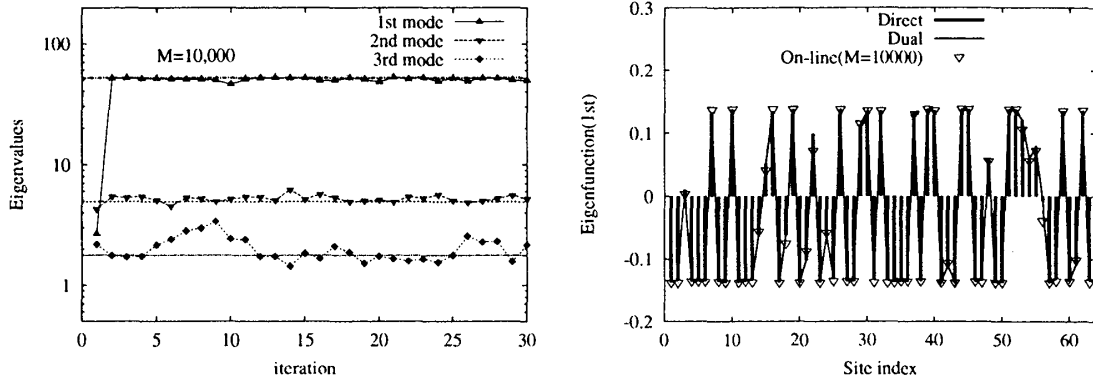 100
10
1
Eigenvalues
0
5
10
15
20
25
30
iteration
M=10,000
1st mode
2nd mode
3rd mode
0.3
0.2
0.1
0
-0.1
-0.2
Eigenfunction(1st)
0
10
20
30
40
50
60
Site index
Direct
Dual
On-line(M=10000)